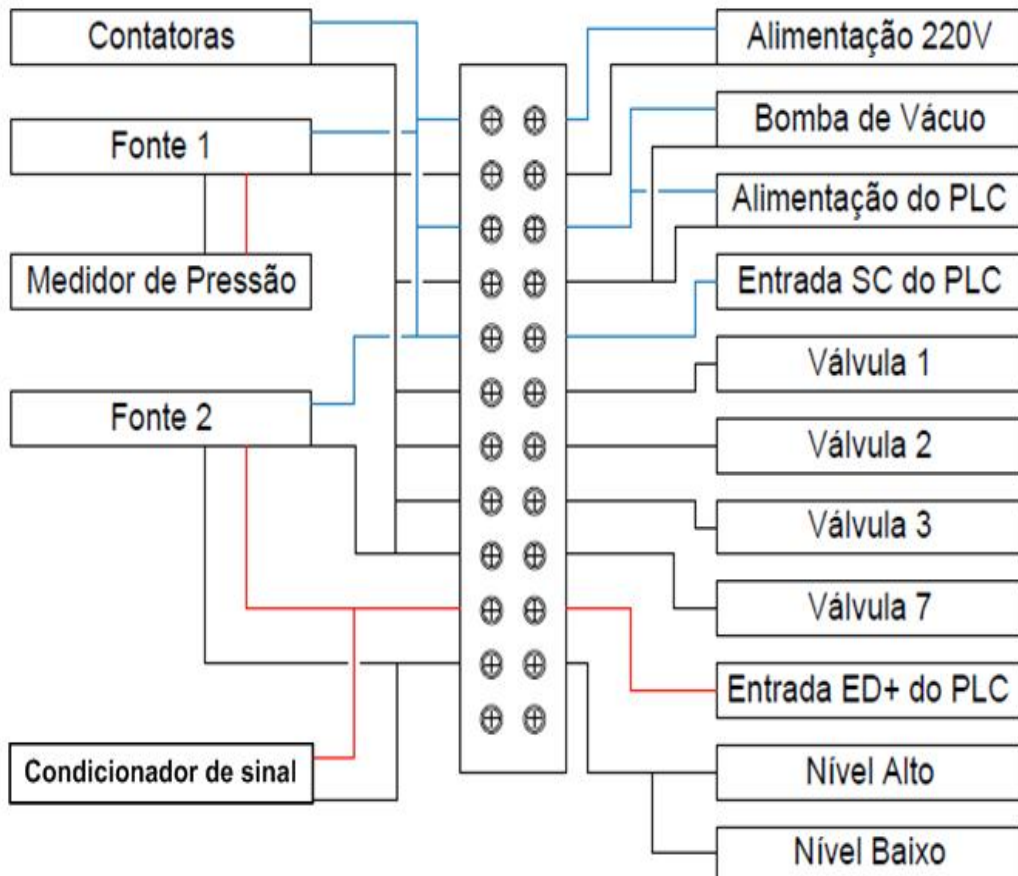 Contatoras
Fonte 1
Medidor de Pressão
Fonte 2
Condicionador de sinal
Alimentação 220V
Bomba de Vácuo
Alimentação do PLC
Entrada SC do PLC
Válvula 1
Válvula 2
Válvula 3
Válvula 7
Entrada ED+ do PLC
Nível Alto
Nível Baixo